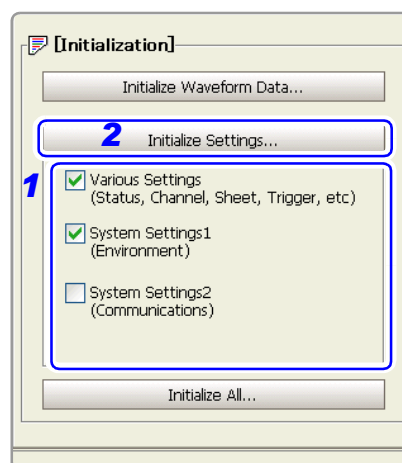 [Initialization]
Initialize Waveform Data...
2 Initialize Settings...
1
Various Settings
(Status, Channel, Sheet, Trigger, etc)
System Settings1
(Environment)
System Settings2
(Communications)
Initialize All...